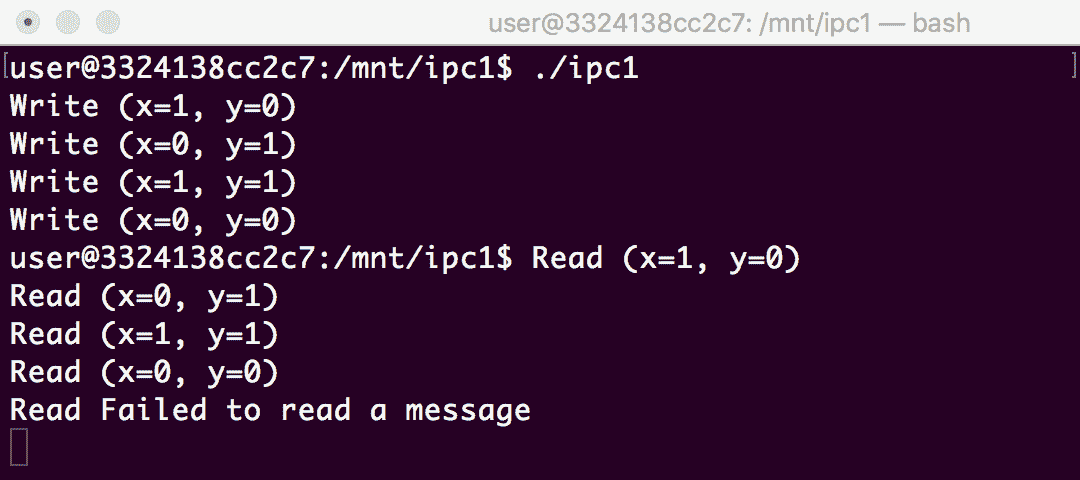 user@3324138cc2c7: /mnt/ipc1 — bash
[user@3324138cc2c7:/mnt/ipc1$ ./ipc1 ]
Write (x=1, y=0)
Write (x=0, y=1)
Write (x=1, y=1)
Write (x=0, y=0)
user@3324138cc2c7:/mnt/ipc1$ Read (x=1, y=0)
Read (x=0, y=1)
Read (x=1, y=1)
Read (x=0, y=0)
Read Failed to read a message